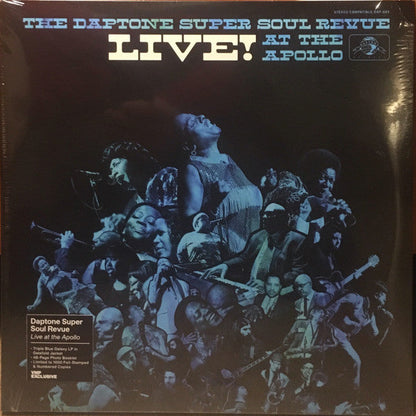 THE DAPTONE SUPER SOUL REVUE
LIVE! AT THE
APOLLO
Daptone Super
Soul Revue
Live at the Apollo
• Triple Blue Galaxy LP in
Gatefold Jacket
• 48-Page Photo Booklet
• Limited to 1000 Foil-Stamped
& Numbered Copies
VMP
EXCLUSIVE